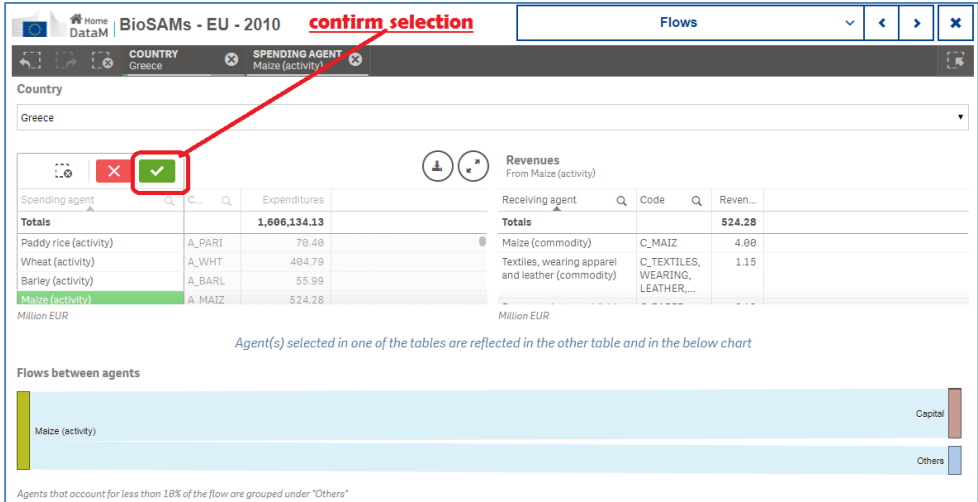 Home
DataM
BioSAMs - EU - 2010
confirm selection
Flows
COUNTRY
Greece
SPENDING AGENT
Maize (activity)
Country
Greece
Revenues
From Maize (activity)
Spending agent C... Expenditures
Totals 1,606,134.13
Paddy rice (activity) A_PARI 70.40
Wheat (activity) A_WHT 404.79
Barley (activity) A_BARL 55.99
Maize (activity) A_MAIZ 524.28
Million EUR
Receiving agent Code Reven...
Totals 524.28
Maize (commodity) C_MAIZ 4.00
Textiles, wearing apparel C_TEXTILES, 1.15
and leather (commodity) WEARING,
LEATHER,...
Million EUR
Agent(s) selected in one of the tables are reflected in the other table and in the below chart
Flows between agents
Capital
Maize (activity)
Others
Agents that account for less than 10% of the flow are grouped under "Others"